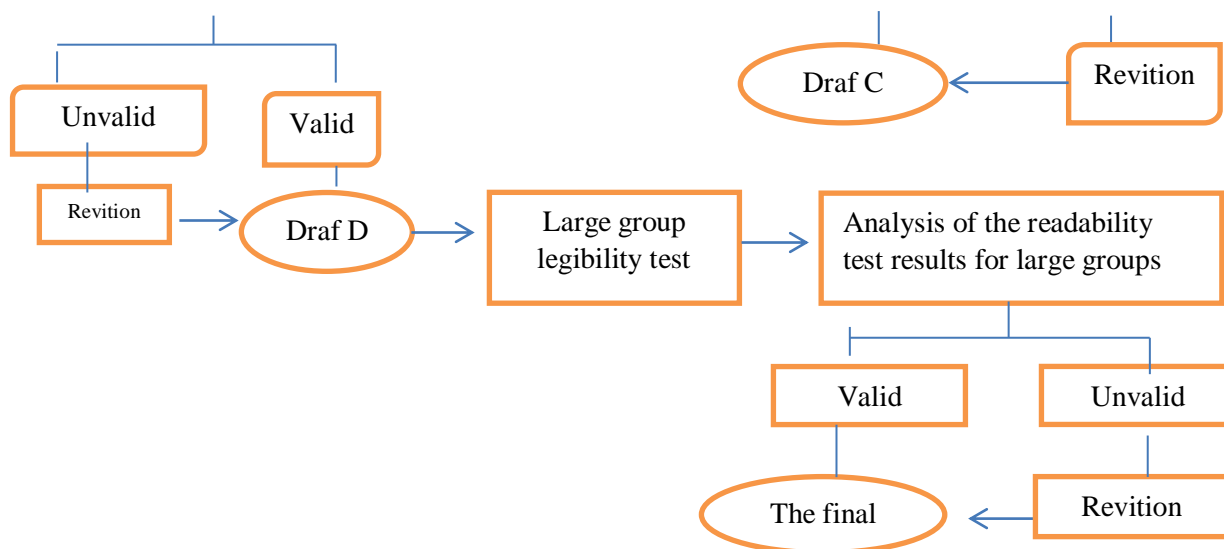 Draf C
Revition
Unvalid
Valid
Revition
Draf D
Large group
legibility test
Analysis of the readability
test results for large groups
Valid
Unvalid
The final
Revition